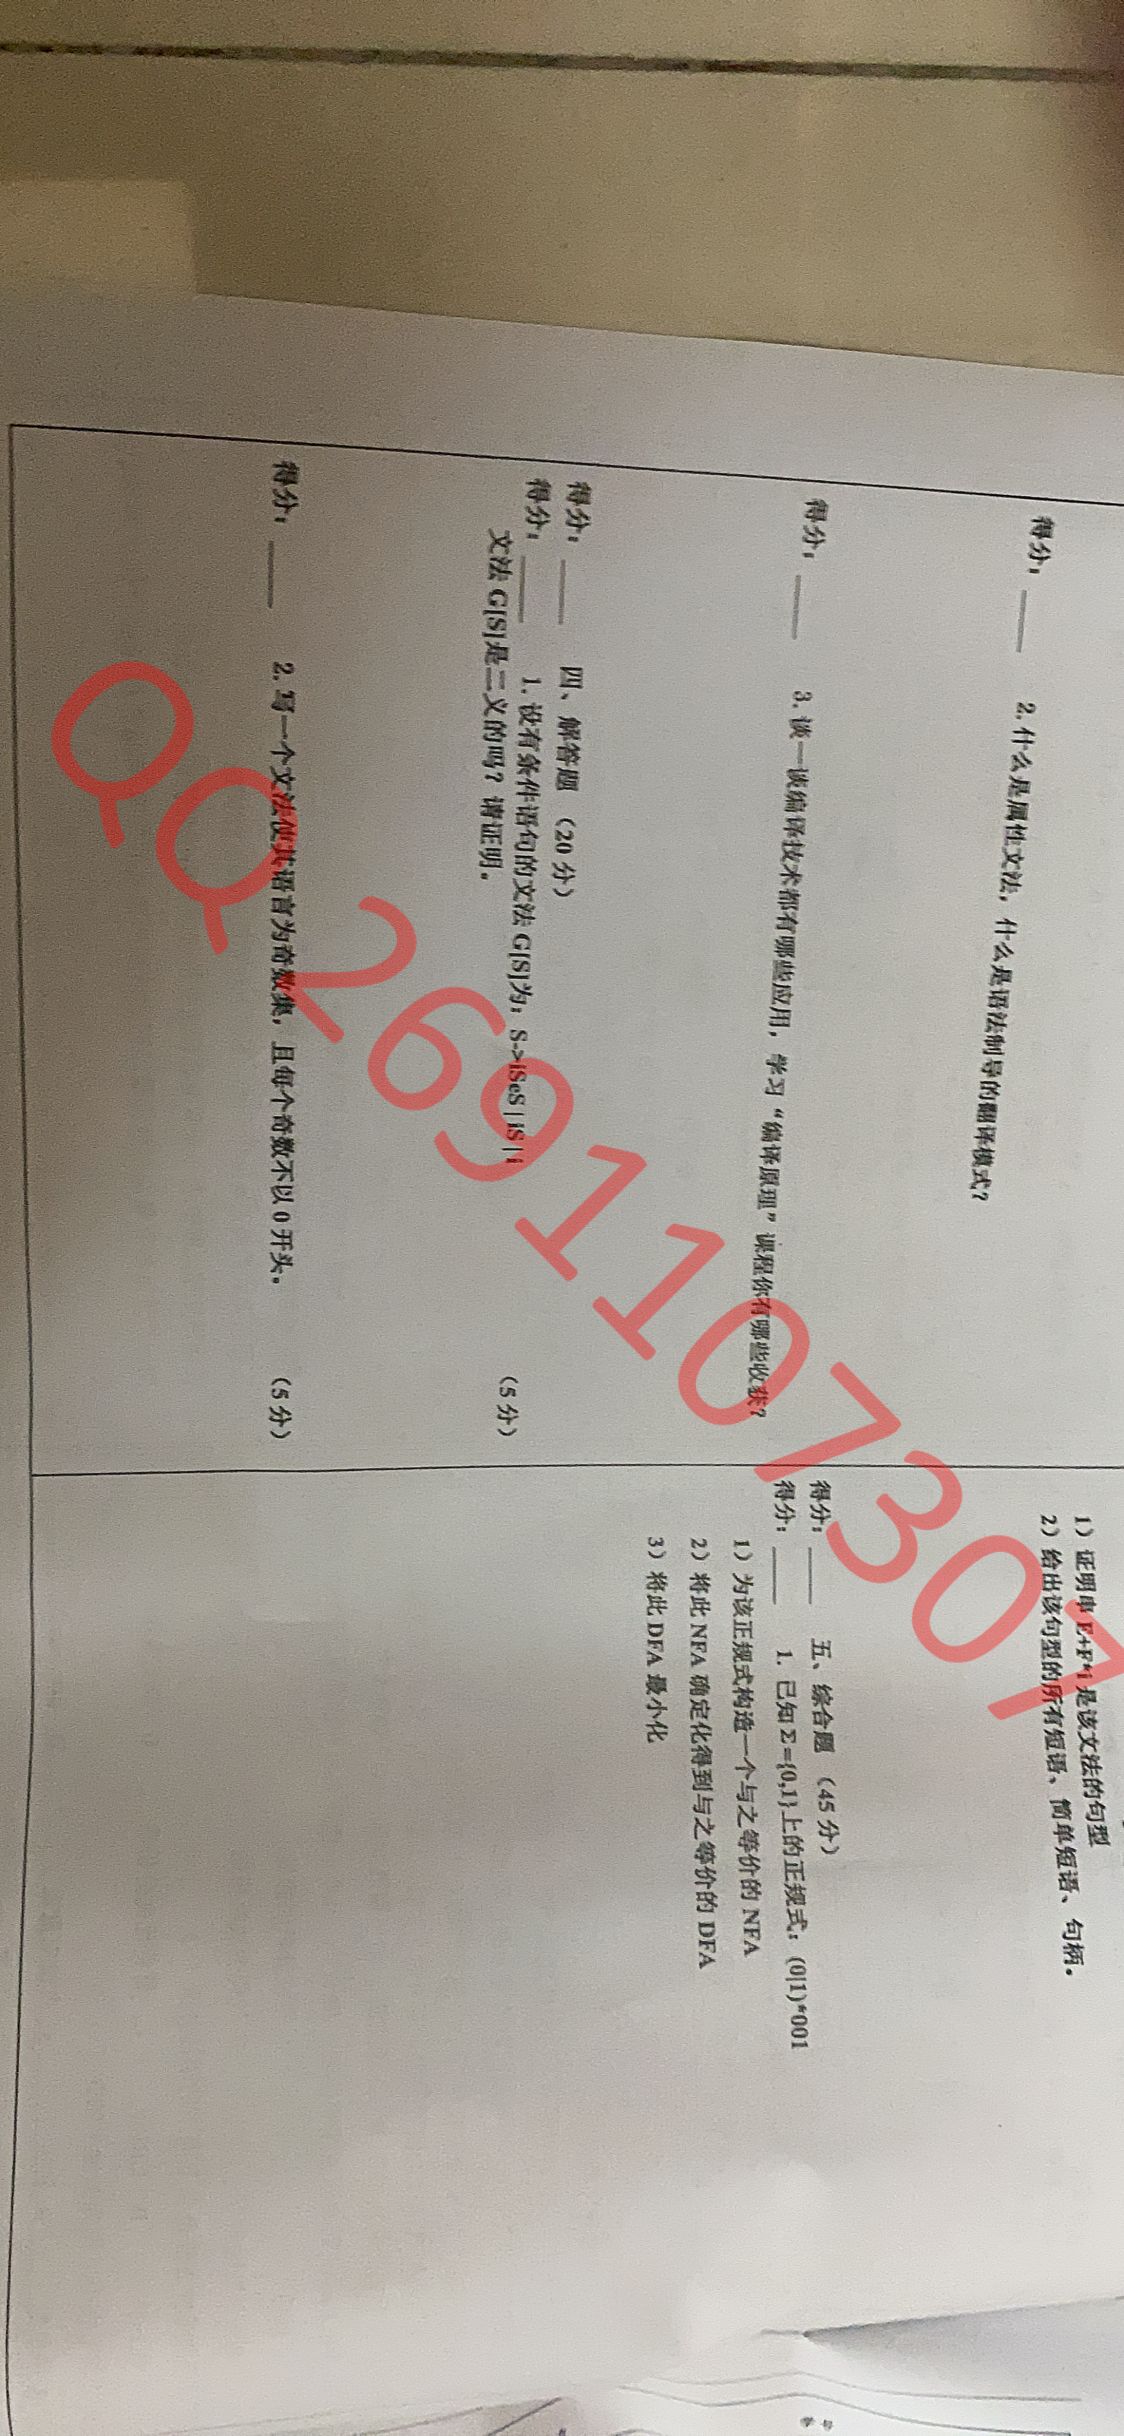 得分：____ 2. 什么是属性文法，什么是语法制导的翻译模式？
得分：____ 3. 谈一谈编译技术都有哪些应用，学习“编译原理”课程你有哪些收获？
得分：____ 四、解答题 （20 分）
得分：____ 1. 设有条件语句的文法 G[S]为：S->iSeS | iS | i （5 分）
文法 G[S]是二义的吗？请证明。
得分：____ 2. 写一个文法使其语言为奇数集，且每个奇数不以 0 开头。 （5 分）
1）证明串 E+F*i 是该文法的句型
2）给出该句型的所有短语、简单短语、句柄。
得分：____ 五、综合题 （45 分）
得分：____ 1. 已知 Σ={0,1}上的正规式：(0|1)*001
1）为该正规式构造一个与之等价的 NFA
2）将此 NFA 确定化得到与之等价的 DFA
3）将此 DFA 最小化
QQ 2691107307